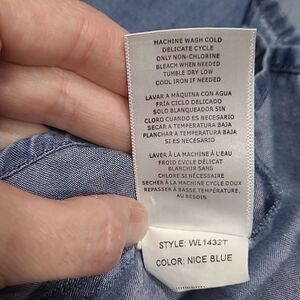 MACHINE WASH COLD
DELICATE CYCLE
ONLY NON-CHLORINE
BLEACH WHEN NEEDED
TUMBLE DRY LOW
COOL IRON IF NEEDED
LAVAR A MÁQUINA CON AGUA
FRÍA CICLO DELICADO
SOLO BLANQUEADOR SIN
CLORO CUANDO ES NECESARIO
SECAR A TEMPERATURA BAJA
PLANCHAR A TEMPERATURA BAJA
LAVER À LA MACHINE À L'EAU
FROID CYCLE DÉLICAT
BLANCHIR SANS
CHLORE SI NÉCESSAIRE
SÉCHER À LA MACHINE CYCLE DOUX
REPASSER À BASSE TEMPÉRATURE.
AU BESOIN
STYLE: WL1432T
COLOR: NICE BLUE